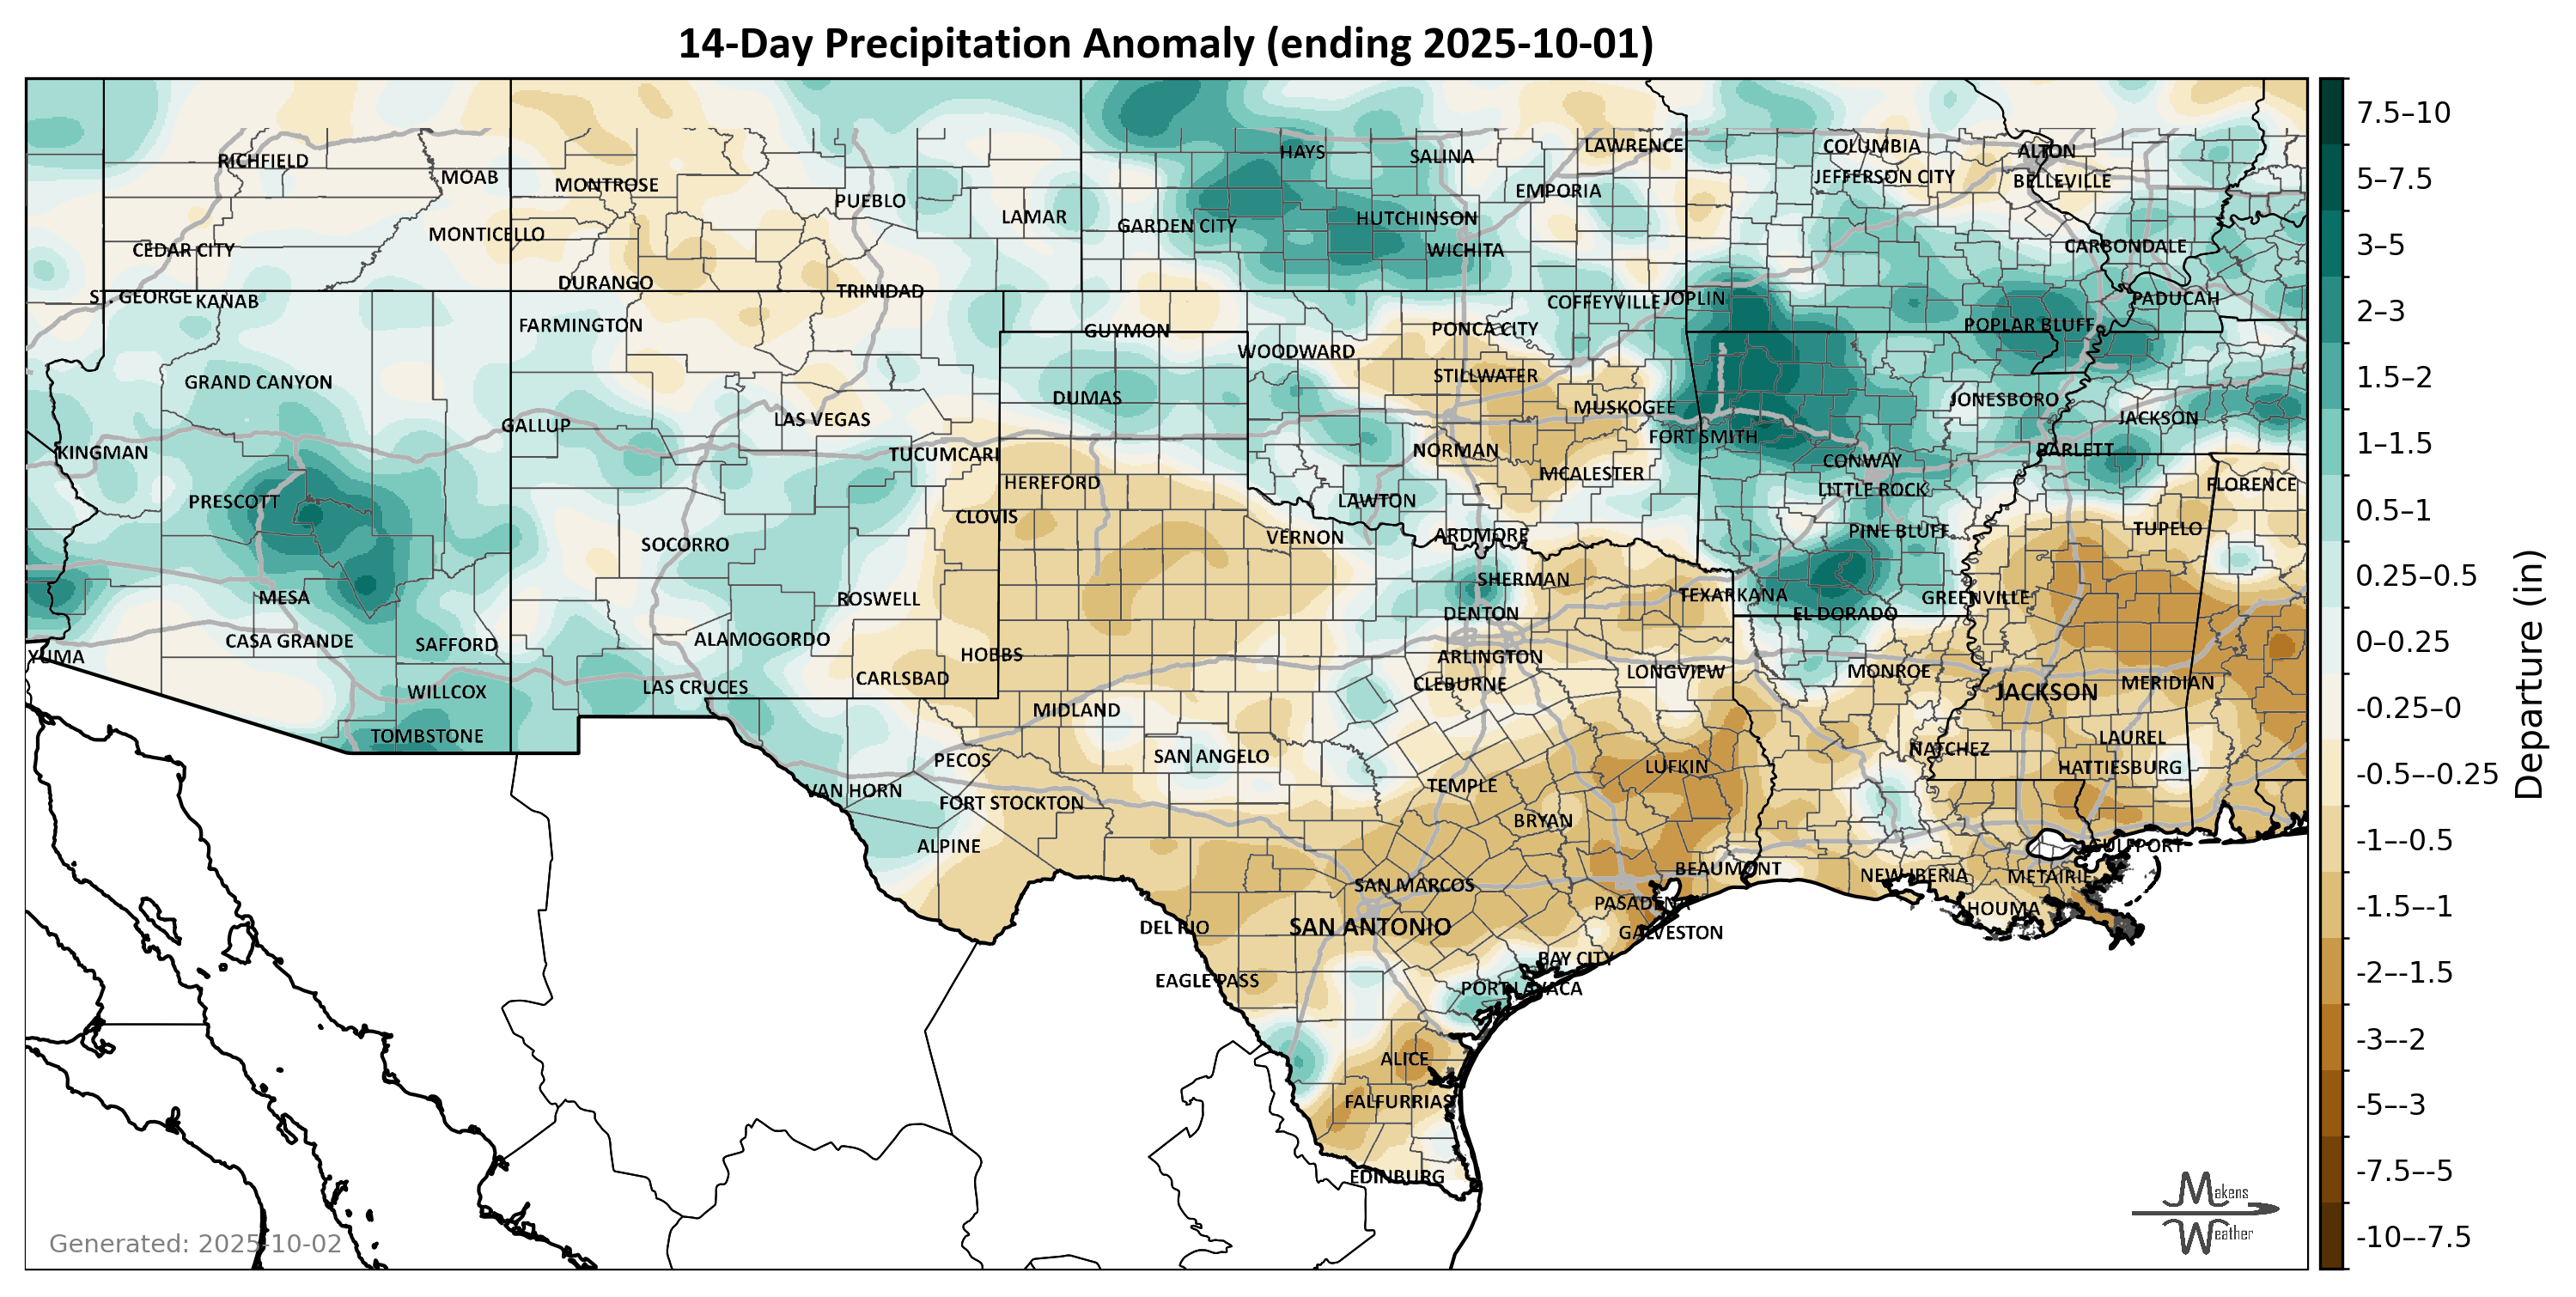 14-Day Precipitation Anomaly (ending 2025-10-01)
HAYS
SALINA
LAWRENCE
COLUMBIA
ALTON
RICHFIELD
MOAB
MONTROSE
EMPORIA
JEFFERSON CITY
BELLEVILLE
PUEBLO
LAMAR
GARDEN CITY
HUTCHINSON
MONTICELLO
CEDAR CITY
WICHITA
CARBONDALE
DURANGO
TRINIDAD
ST. GEORGE
KANAB
COFFEYVILLE
JOPLIN
PADUCAH
FARMINGTON
GUYMON
PONCA CITY
POPLAR BLUFF
WOODWARD
GRAND CANYON
STILLWATER
DUMAS
MUSKOGEE
JONESBORO
GALLUP
LAS VEGAS
JACKSON
FORT SMITH
KINGMAN
TUCUMCARI
NORMAN
BARLETT
CONWAY
MCALESTER
HEREFORD
LITTLE ROCK
FLORENCE
PRESCOTT
LAWTON
CLOVIS
PINE BLUFF
TUPELO
VERNON
ARDMORE
SOCORRO
SHERMAN
MESA
ROSWELL
TEXARKANA
GREENVILLE
DENTON
EL DORADO
CASA GRANDE
SAFFORD
ALAMOGORDO
YUMA
HOBBS
ARLINGTON
LONGVIEW
MONROE
CARLSBAD
CLEBURNE
MERIDIAN
WILLCOX
LAS CRUCES
JACKSON
MIDLAND
TOMBSTONE
NATCHEZ
LAUREL
PECOS
SAN ANGELO
LUFKIN
HATTIESBURG
VAN HORN
FORT STOCKTON
TEMPLE
BRYAN
ALPINE
GULFPORT
BEAUMONT
SAN MARCOS
NEW IBERIA
METAIRIE
PASADENA
HOUMA
DEL RIO
SAN ANTONIO
GALVESTON
BAY CITY
EAGLE PASS
PORT LAVACA
ALICE
FALFURRIAS
EDINBURG
Generated: 2025-10-02
Makens
Weather
7.5–10
5–7.5
3–5
2–3
1.5–2
1–1.5
0.5–1
0.25–0.5
0–0.25
-0.25–0
-0.5–-0.25
-1–-0.5
-1.5–-1
-2–-1.5
-3–-2
-5–-3
-7.5–-5
-10–-7.5
Departure (in)